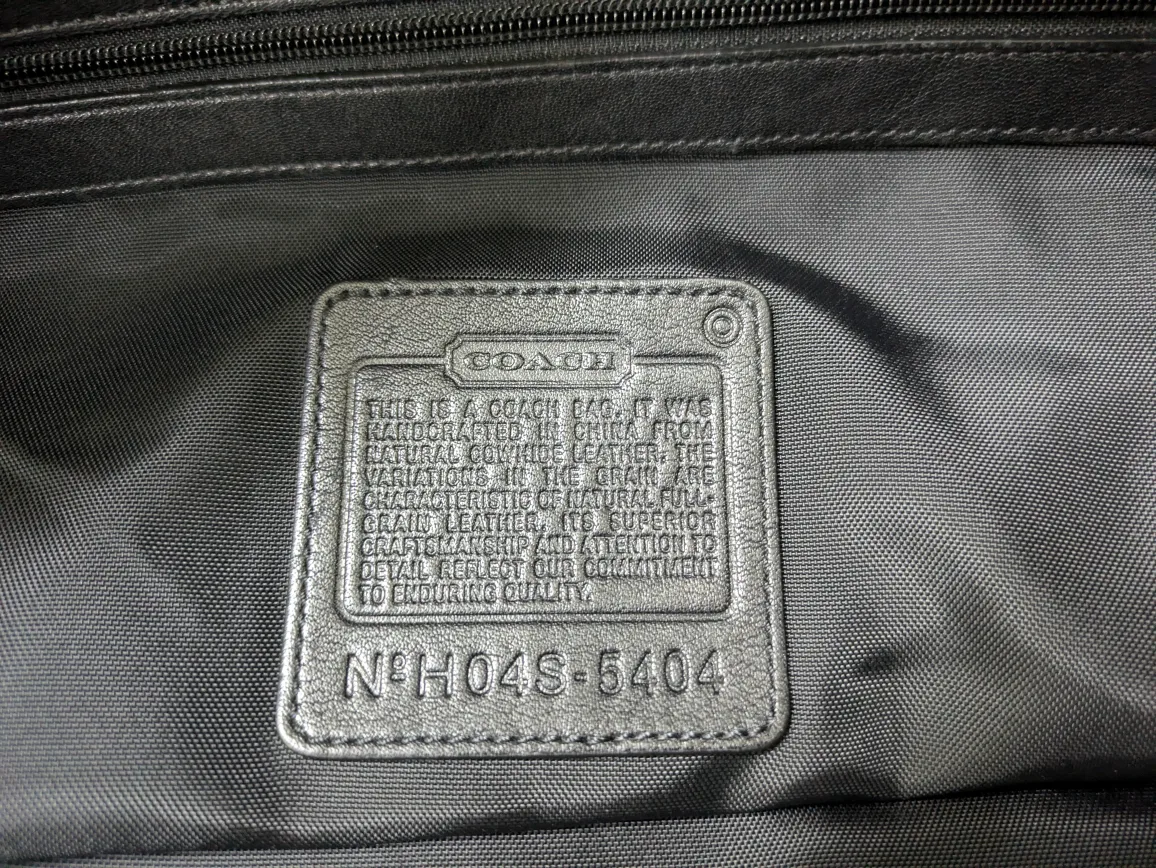 COACH
THIS IS A COACH BAG. IT WAS
HANDCRAFTED IN CHINA FROM
NATURAL COWHIDE LEATHER. THE
VARIATIONS IN THE GRAIN ARE
CHARACTERISTIC OF NATURAL FULL-
GRAIN LEATHER. ITS SUPERIOR
CRAFTSMANSHIP AND ATTENTION TO
DETAIL REFLECT OUR COMMITMENT
TO ENDURING QUALITY.
Nº H04S-5404